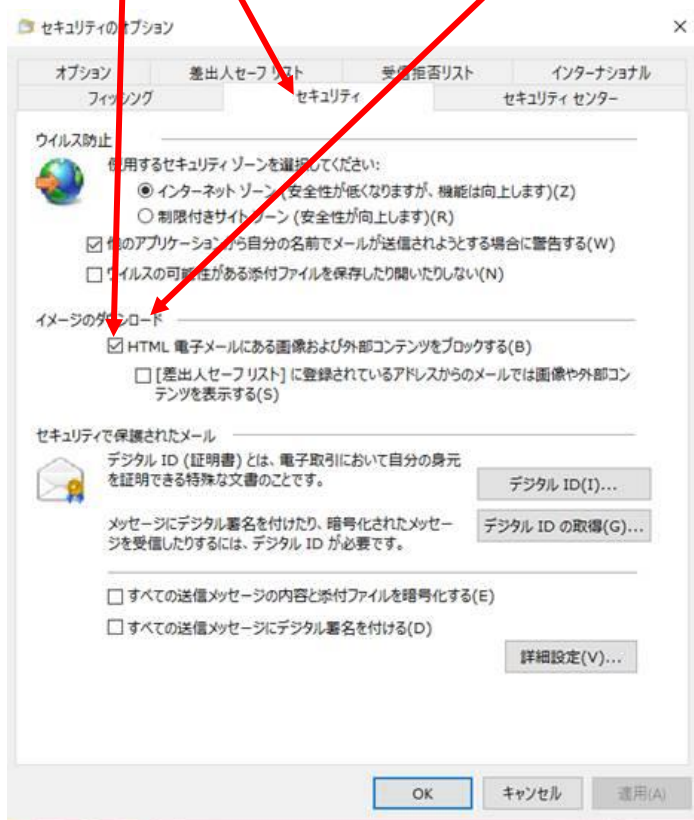 セキュリティのオプション
オプション 差出人セーフ リスト 受信拒否リスト インターナショナル
フィッシング セキュリティ セキュリティ センター
ウイルス防止
使用するセキュリティ ゾーンを選択してください:
インターネット ゾーン (安全性が低くなりますが、機能は向上します)(Z)
制限付きサイト ゾーン (安全性が向上します)(R)
他のアプリケーションから自分の名前でメールが送信されようとする場合に警告する(W)
ウイルスの可能性がある添付ファイルを保存したり開いたりしない(N)
イメージのダウンロード
HTML 電子メールにある画像および外部コンテンツをブロックする(B)
[差出人セーフ リスト] に登録されているアドレスからのメールでは画像や外部コン
テンツを表示する(S)
セキュリティで保護されたメール
デジタル ID (証明書) とは、電子取引において自分の身元
を証明できる特殊な文書のことです。
デジタル ID(I)...
メッセージにデジタル署名を付けたり、暗号化されたメッセー
ジを受信したりするには、デジタル ID が必要です。
デジタル ID の取得(G)...
すべての送信メッセージの内容と添付ファイルを暗号化する(E)
すべての送信メッセージにデジタル署名を付ける(D)
詳細設定(V)...
OK キャンセル 適用(A)